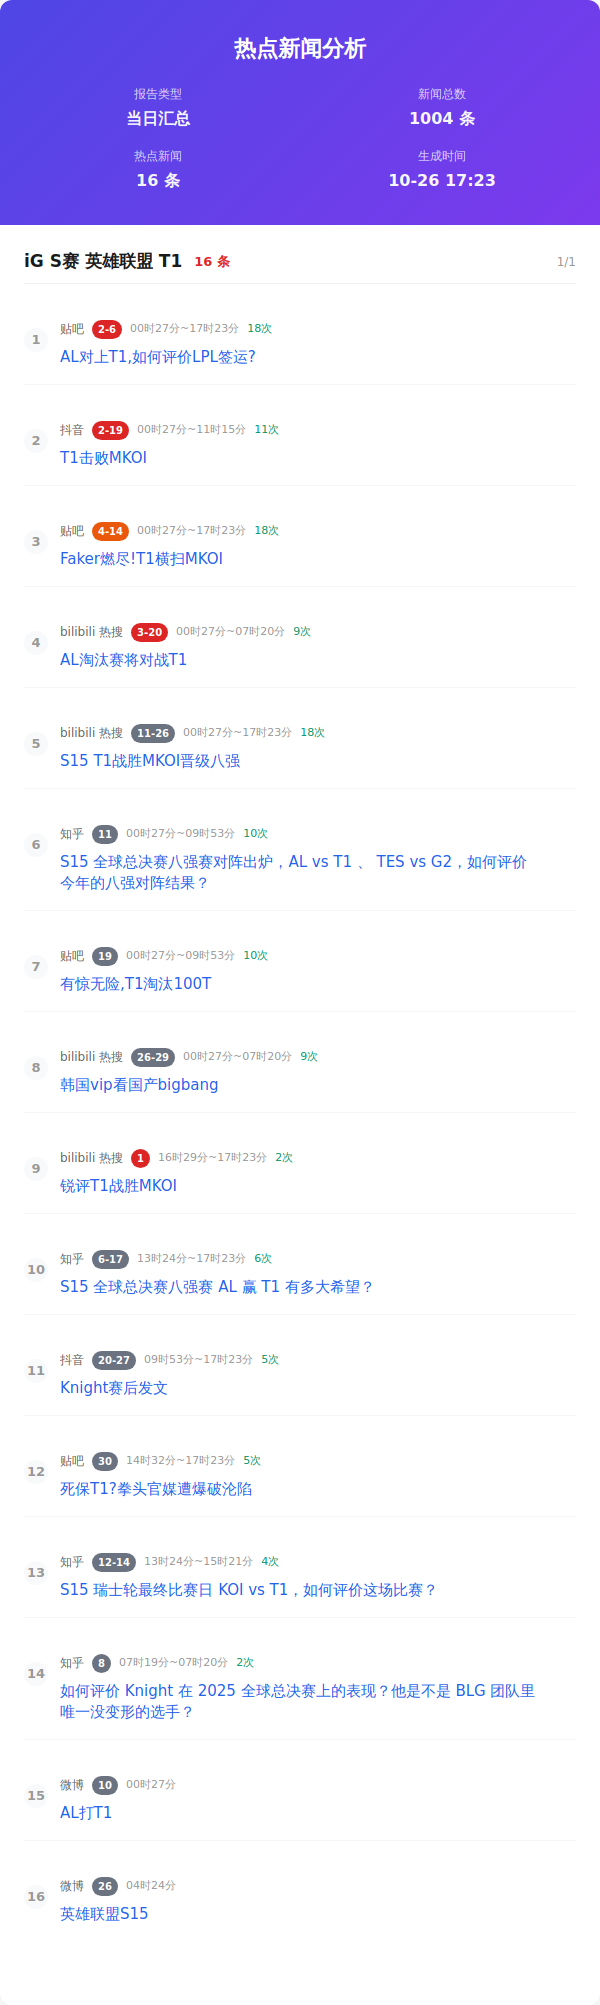 热点新闻分析
报告类型
新闻总数
当日汇总
1004 条
热点新闻
生成时间
16 条
10-26 17:23
iG S赛 英雄联盟 T1 16 条 1/1
1 贴吧 2-6 00时27分~17时23分 18次
AL对上T1,如何评价LPL签运?
2 抖音 2-19 00时27分~11时15分 11次
T1击败MKOI
3 贴吧 4-14 00时27分~17时23分 18次
Faker燃尽!T1横扫MKOI
4 bilibili 热搜 3-20 00时27分~07时20分 9次
AL淘汰赛将对战T1
5 bilibili 热搜 11-26 00时27分~17时23分 18次
S15 T1战胜MKOI晋级八强
6 知乎 11 00时27分~09时53分 10次
S15 全球总决赛八强赛对阵出炉，AL vs T1 、 TES vs G2，如何评价
今年的八强对阵结果？
7 贴吧 19 00时27分~09时53分 10次
有惊无险,T1淘汰100T
8 bilibili 热搜 26-29 00时27分~07时20分 9次
韩国vip看国产bigbang
9 bilibili 热搜 1 16时29分~17时23分 2次
锐评T1战胜MKOI
10 知乎 6-17 13时24分~17时23分 6次
S15 全球总决赛八强赛 AL 赢 T1 有多大希望？
11 抖音 20-27 09时53分~17时23分 5次
Knight赛后发文
12 贴吧 30 14时32分~17时23分 5次
死保T1?拳头官媒遭爆破沦陷
13 知乎 12-14 13时24分~15时21分 4次
S15 瑞士轮最终比赛日 KOI vs T1，如何评价这场比赛？
14 知乎 8 07时19分~07时20分 2次
如何评价 Knight 在 2025 全球总决赛上的表现？他是不是 BLG 团队里
唯一没变形的选手？
15 微博 10 00时27分
AL打T1
16 微博 26 04时24分
英雄联盟S15